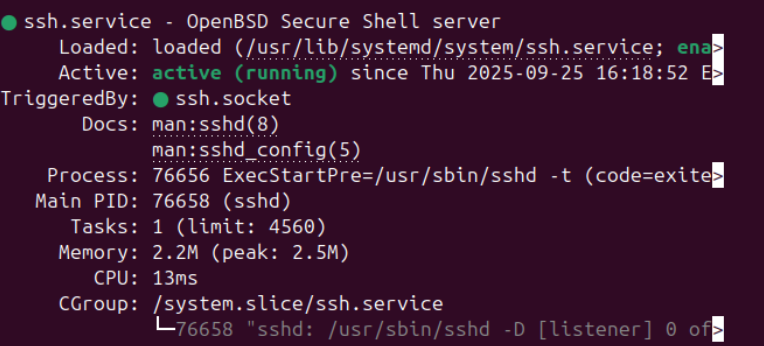 ● ssh.service - OpenBSD Secure Shell server
Loaded: loaded (/usr/lib/systemd/system/ssh.service; ena>
Active: active (running) since Thu 2025-09-25 16:18:52 E>
TriggeredBy: ● ssh.socket
Docs: man:sshd(8)
man:sshd_config(5)
Process: 76656 ExecStartPre=/usr/sbin/sshd -t (code=exite>
Main PID: 76658 (sshd)
Tasks: 1 (limit: 4560)
Memory: 2.2M (peak: 2.5M)
CPU: 13ms
CGroup: /system.slice/ssh.service
└─76658 "sshd: /usr/sbin/sshd -D [listener] 0 of>